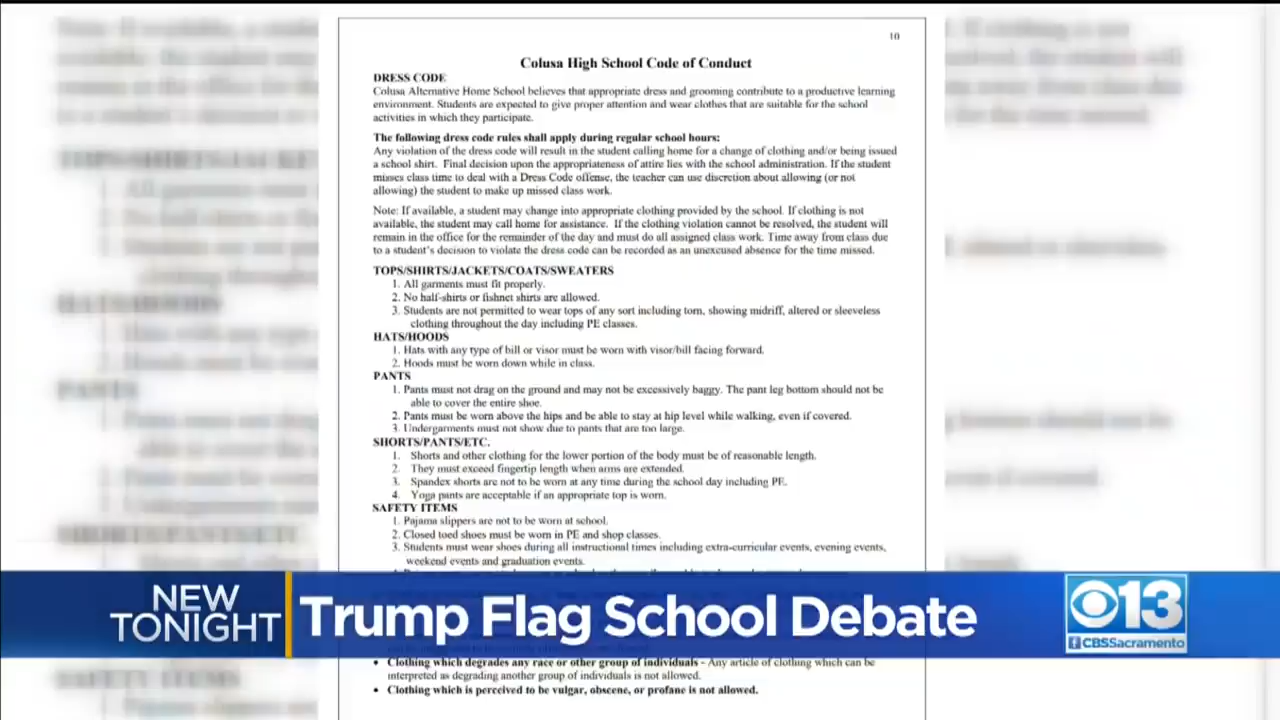 10
Colusa High School Code of Conduct
DRESS CODE
Colusa Alternative Home School believes that appropriate dress and grooming contribute to a productive learning
environment. Students are expected to give proper attention and wear clothes that are suitable for the school
activities in which they participate.
The following dress code rules shall apply during regular school hours:
Any violation of the dress code will result in the student calling home for a change of clothing and/or being issued
a school shirt. Final decision upon the appropriateness of attire lies with the school administration. If the student
misses class time to deal with a Dress Code offense, the teacher can use discretion about allowing (or not
allowing) the student to make up missed class work.
Note: If available, a student may change into appropriate clothing provided by the school. If clothing is not
available, the student may call home for assistance. If the clothing violation cannot be resolved, the student will
remain in the office for the remainder of the day and must do all assigned class work. Time away from class due
to a student's decision to violate the dress code can be recorded as an unexcused absence for the time missed.
TOPS/SHIRTS/JACKETS/COATS/SWEATERS
1. All garments must fit properly.
2. No half-shirts or fishnet shirts are allowed.
3. Students are not permitted to wear tops of any sort including torn, showing midriff, altered or sleeveless
clothing throughout the day including PE classes.
HATS/HOODS
1. Hats with any type of bill or visor must be worn with visor/bill facing forward.
2. Hoods must be worn down while in class.
PANTS
1. Pants must not drag on the ground and may not be excessively baggy. The pant leg bottom should not be
able to cover the entire shoe.
2. Pants must be worn above the hips and be able to stay at hip level while walking, even if covered.
3. Undergarments must not show due to pants that are too large.
SHORTS/PANTS/ETC.
1. Shorts and other clothing for the lower portion of the body must be of reasonable length.
2. They must exceed fingertip length when arms are extended.
3. Spandex shorts are not to be worn at any time during the school day including PE.
4. Yoga pants are acceptable if an appropriate top is worn.
SAFETY ITEMS
1. Pajama slippers are not to be worn at school.
2. Closed toed shoes must be worn in PE and shop classes.
3. Students must wear shoes during all instructional times including extra-curricular events, evening events,
weekend events and graduation events.
NEW
TONIGHT
Trump Flag School Debate
13
CBSSacramento
• Clothing which degrades any race or other group of individuals - Any article of clothing which can be
interpreted as degrading another group of individuals is not allowed.
• Clothing which is perceived to be vulgar, obscene, or profane is not allowed.